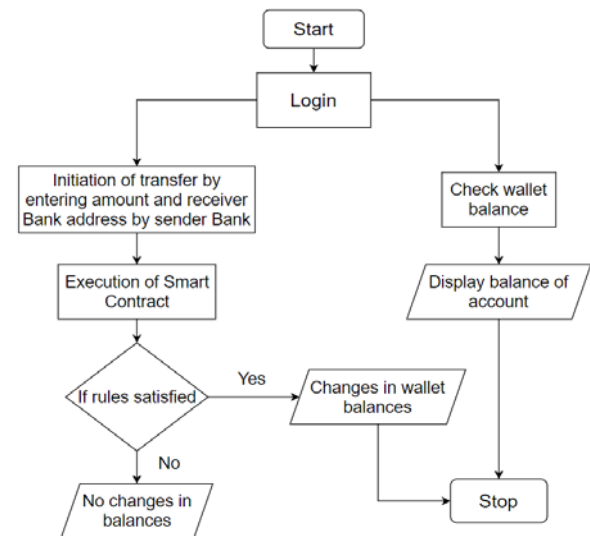 Start
Login
Initiation of transfer by
entering amount and receiver
Bank address by sender Bank
Check wallet
balance
Execution of Smart
Contract
Display balance of
account
If rules satisfied
Yes
Changes in wallet
balances
No
No changes in
balances
Stop